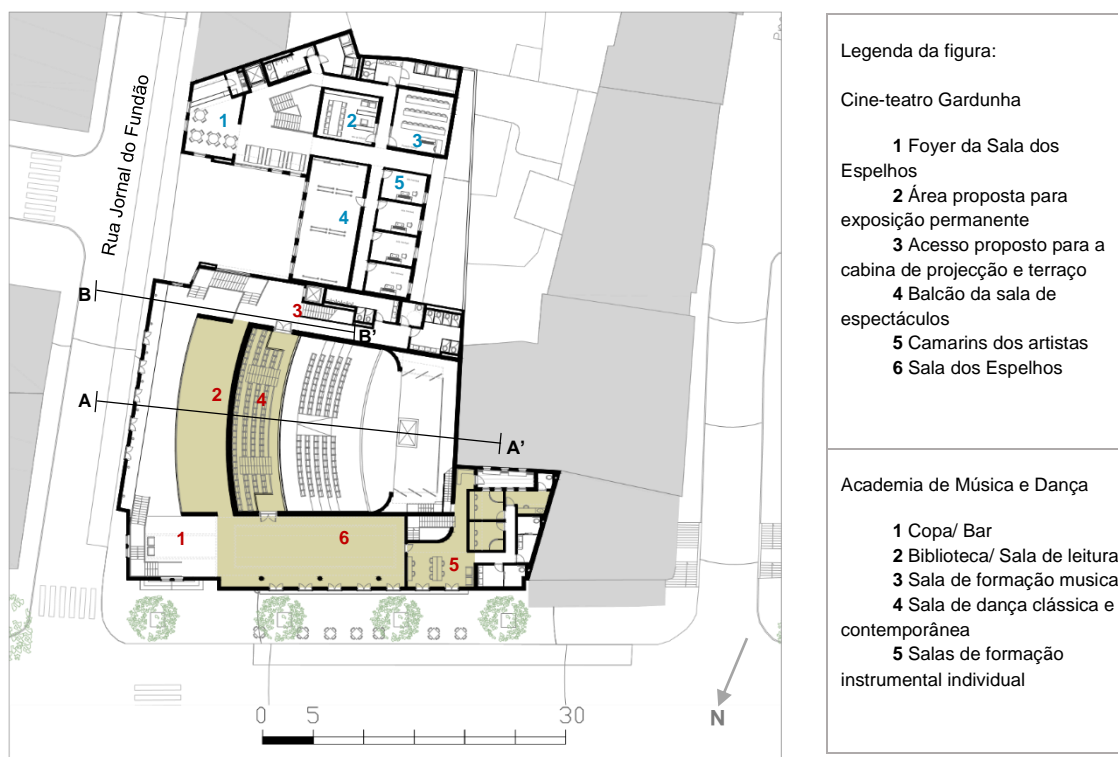 Rua Jornal do Fundão
1
2
3
5
4
B
3
B'
2
4
A
A'
1
6
5
0 5 30
N
Legenda da figura:
Cine-teatro Gardunha
1 Foyer da Sala dos
Espelhos
2 Área proposta para
exposição permanente
3 Acesso proposto para a
cabina de projecção e terraço
4 Balcão da sala de
espectáculos
5 Camarins dos artistas
6 Sala dos Espelhos
Academia de Música e Dança
1 Copa/ Bar
2 Biblioteca/ Sala de leitura
3 Sala de formação musica
4 Sala de dança clássica e
contemporânea
5 Salas de formação
instrumental individual